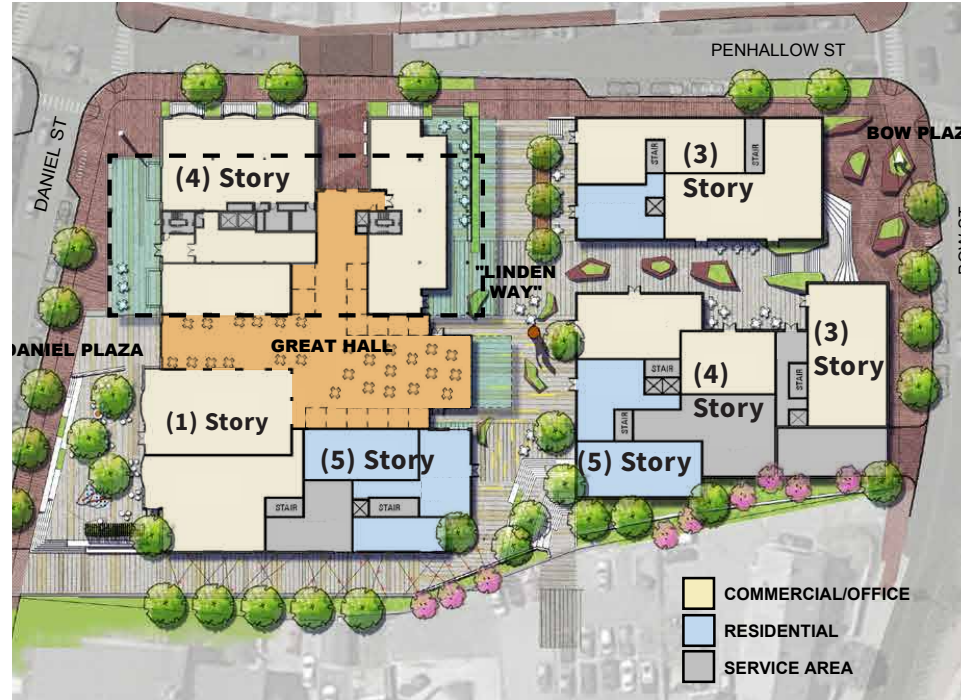 PENHALLOW ST
DANIEL ST
BOW PLAZ
(4) Story
STAIR
STAIR
(3)
Story
"LINDEN
WAY"
DANIEL PLAZA
GREAT HALL
(3)
Story
STAIR
STAIR
(4)
Story
(1) Story
STAIR
(5) Story
(5) Story
STAIR
STAIR
COMMERCIAL/OFFICE
RESIDENTIAL
SERVICE AREA